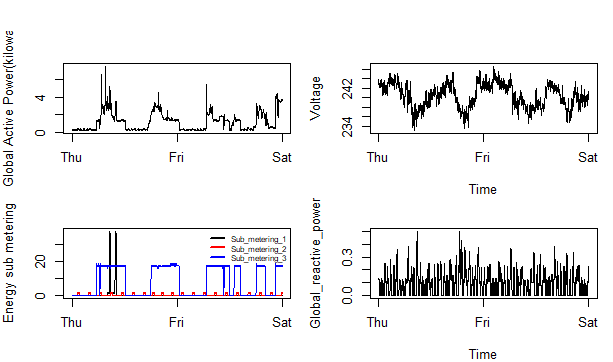 Global Active Power(kilowa
0 4
Thu Fri Sat
Voltage
234 242
Thu Fri Sat
Time
Energy sub metering
0 20
Sub_metering_1
Sub_metering_2
Sub_metering_3
Thu Fri Sat
Global_reactive_power
0.0 0.3
Thu Fri Sat
Time